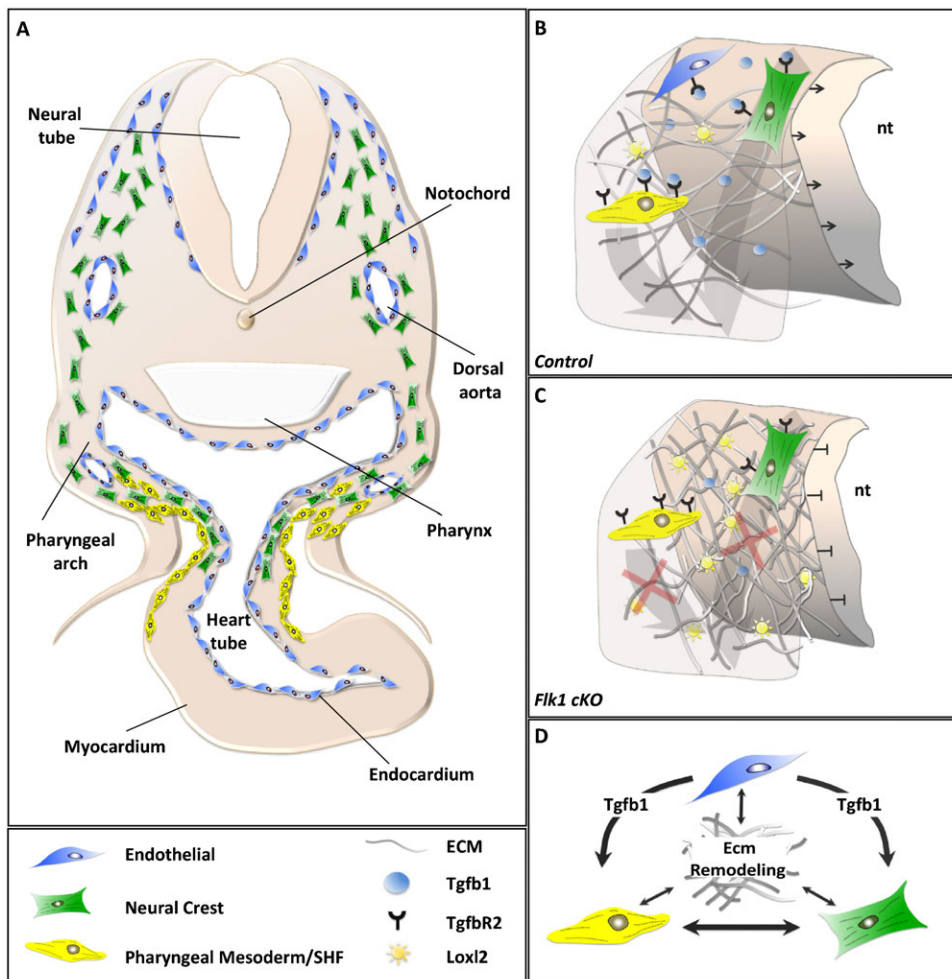 A
Neural
tube
Notochord
Dorsal
aorta
Pharynx
Pharyngeal
arch
Heart
tube
Myocardium
Endocardium
B
nt
Control
C
nt
Flk1 cKO
D
Tgfb1
Tgfb1
Ecm
Remodeling
Endothelial
Neural Crest
Pharyngeal Mesoderm/SHF
ECM
Tgfb1
TgfbR2
Loxl2